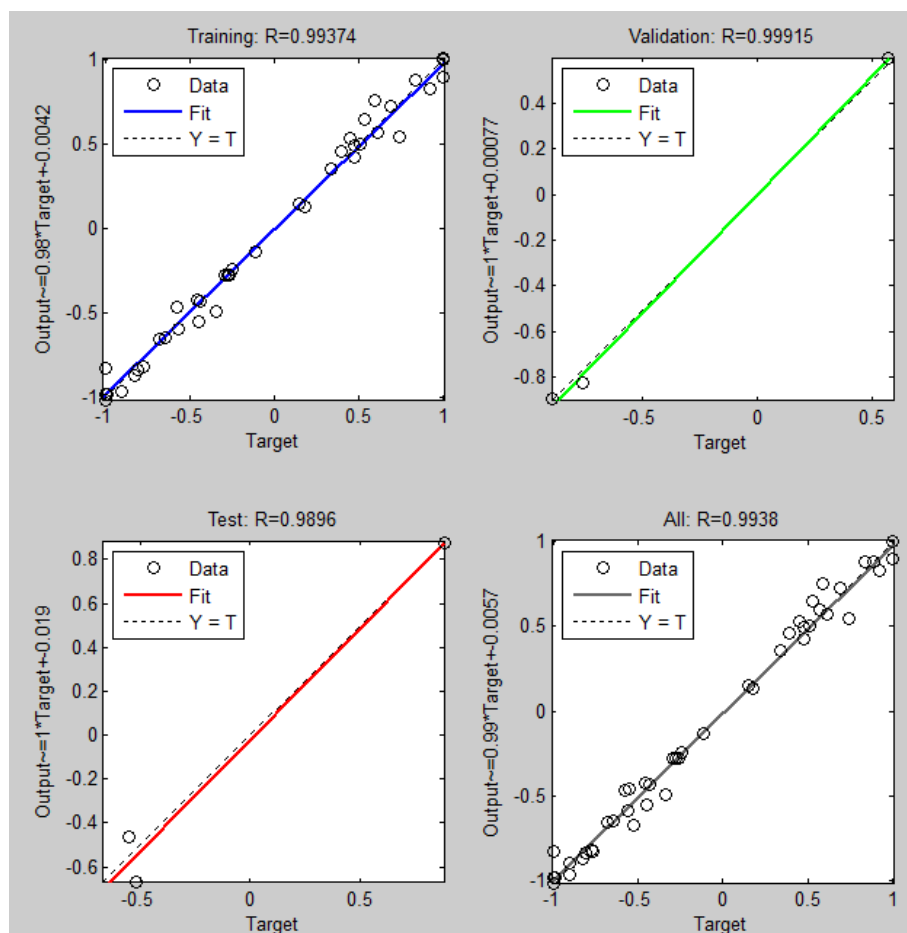 Training: R=0.99374
Output~=0.98*Target+-0.0042
1
0.5
0
-0.5
-1
Data
Fit
Y = T
-1
-0.5
0
0.5
1
Target
Validation: R=0.99915
Output~=1*Target+0.00077
0.4
0.2
0
-0.2
-0.4
-0.6
-0.8
Data
Fit
Y = T
-0.5
0
0.5
Target
Test: R=0.9896
Output~=1*Target+-0.019
0.8
0.6
0.4
0.2
0
-0.2
-0.4
-0.6
Data
Fit
Y = T
-0.5
0
0.5
Target
All: R=0.9938
Output~=0.99*Target+-0.0057
1
0.5
0
-0.5
-1
Data
Fit
Y = T
-1
-0.5
0
0.5
1
Target